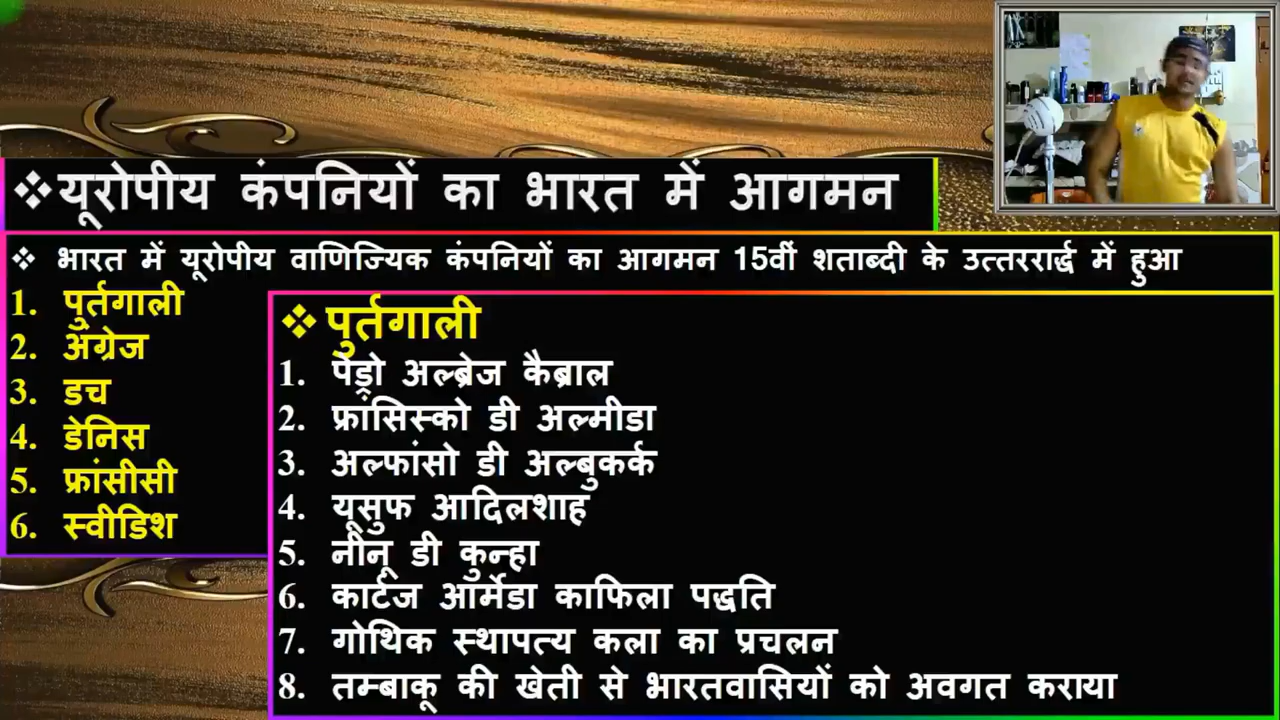 ❖यूरोपीय कंपनियों का भारत में आगमन
❖ भारत में यूरोपीय वाणिज्यिक कंपनियों का आगमन 15वीं शताब्दी के उत्तररार्द्ध में हुआ
1. पुर्तगाली
2. अंग्रेज
3. डच
4. डेनिस
5. फ्रांसीसी
6. स्वीडिश
❖ पुर्तगाली
1. पेड्रो अल्ब्रेज कैब्राल
2. फ्रांसिस्को डी अल्मीडा
3. अल्फांसो डी अल्बुकर्क
4. यूसुफ आदिलशाह
5. नीनू डी कुन्हा
6. कार्टज आर्मेडा काफिला पद्धति
7. गोथिक स्थापत्य कला का प्रचलन
8. तम्बाकू की खेती से भारतवासियों को अवगत कराया